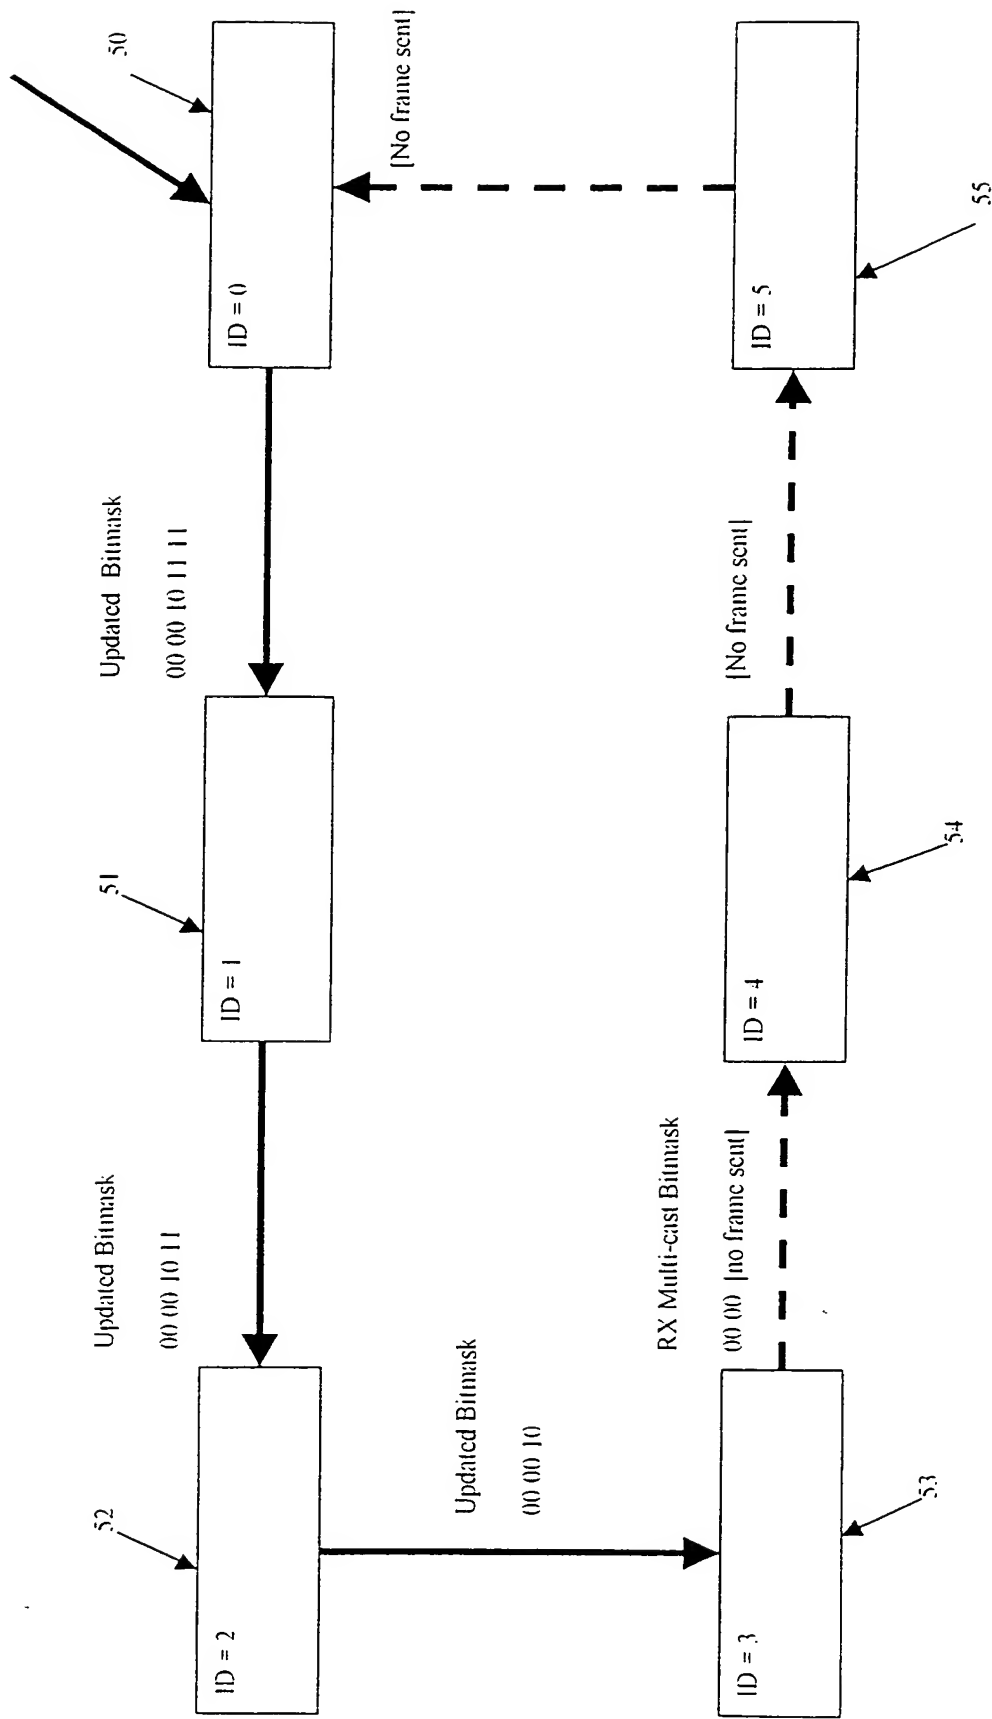 52
Updated Bitmask
00 00 10 11
51
Updated Bitmask
00 00 10 11 11
50
ID = 2
ID = 1
ID = 0
[No frame sent]
Updated Bitmask
00 00 10
RX Multi-cast Bitmask
00 00 [no frame sent]
[No frame sent]
ID = 3
ID = 4
ID = 5
53
54
55